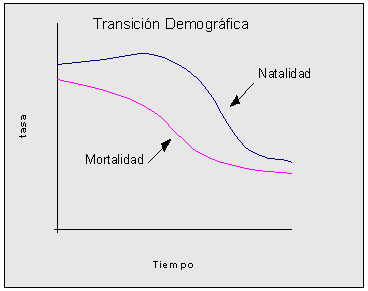 Transición Demográfica
Natalidad
tasa
Mortalidad
Tiempo